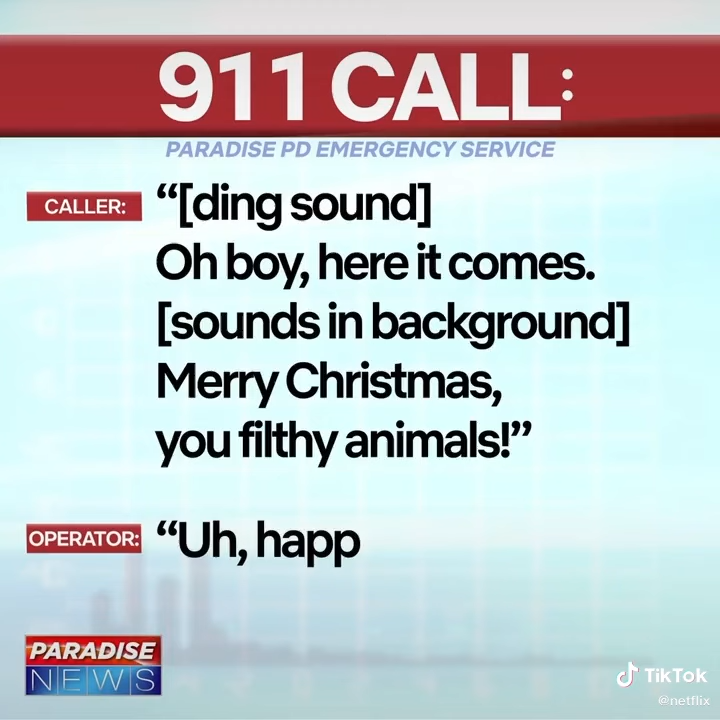 911 CALL:
PARADISE PD EMERGENCY SERVICE
CALLER: “[ding sound]
Oh boy, here it comes.
[sounds in background]
Merry Christmas,
you filthy animals!”
OPERATOR: “Uh, happ
PARADISE
NEWS
TikTok
@netflix